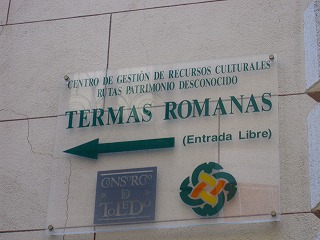 CENTRO DE GESTIÓN DE RECURSOS CULTURALES
RUTAS PATRIMONIO DESCONOCIDO
TERMAS ROMANAS
(Entrada Libre)
CONSORCIO
DE
TOLEDO